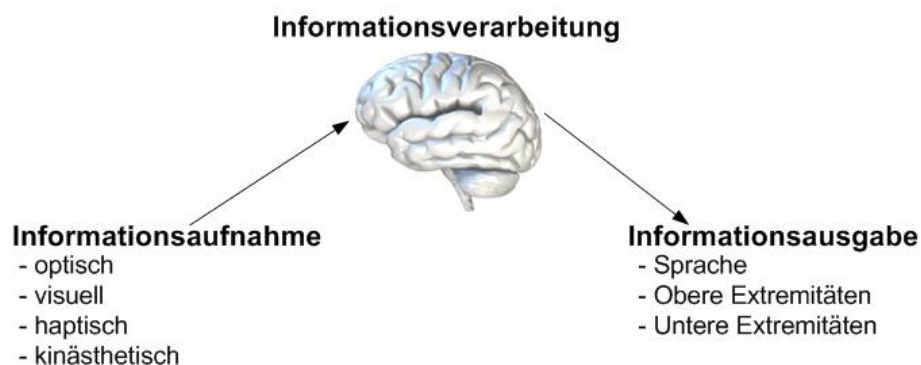 Informationsverarbeitung
Informationsaufnahme
- optisch
- visuell
- haptisch
- kinästhetisch
Informationsausgabe
- Sprache
- Obere Extremitäten
- Untere Extremitäten